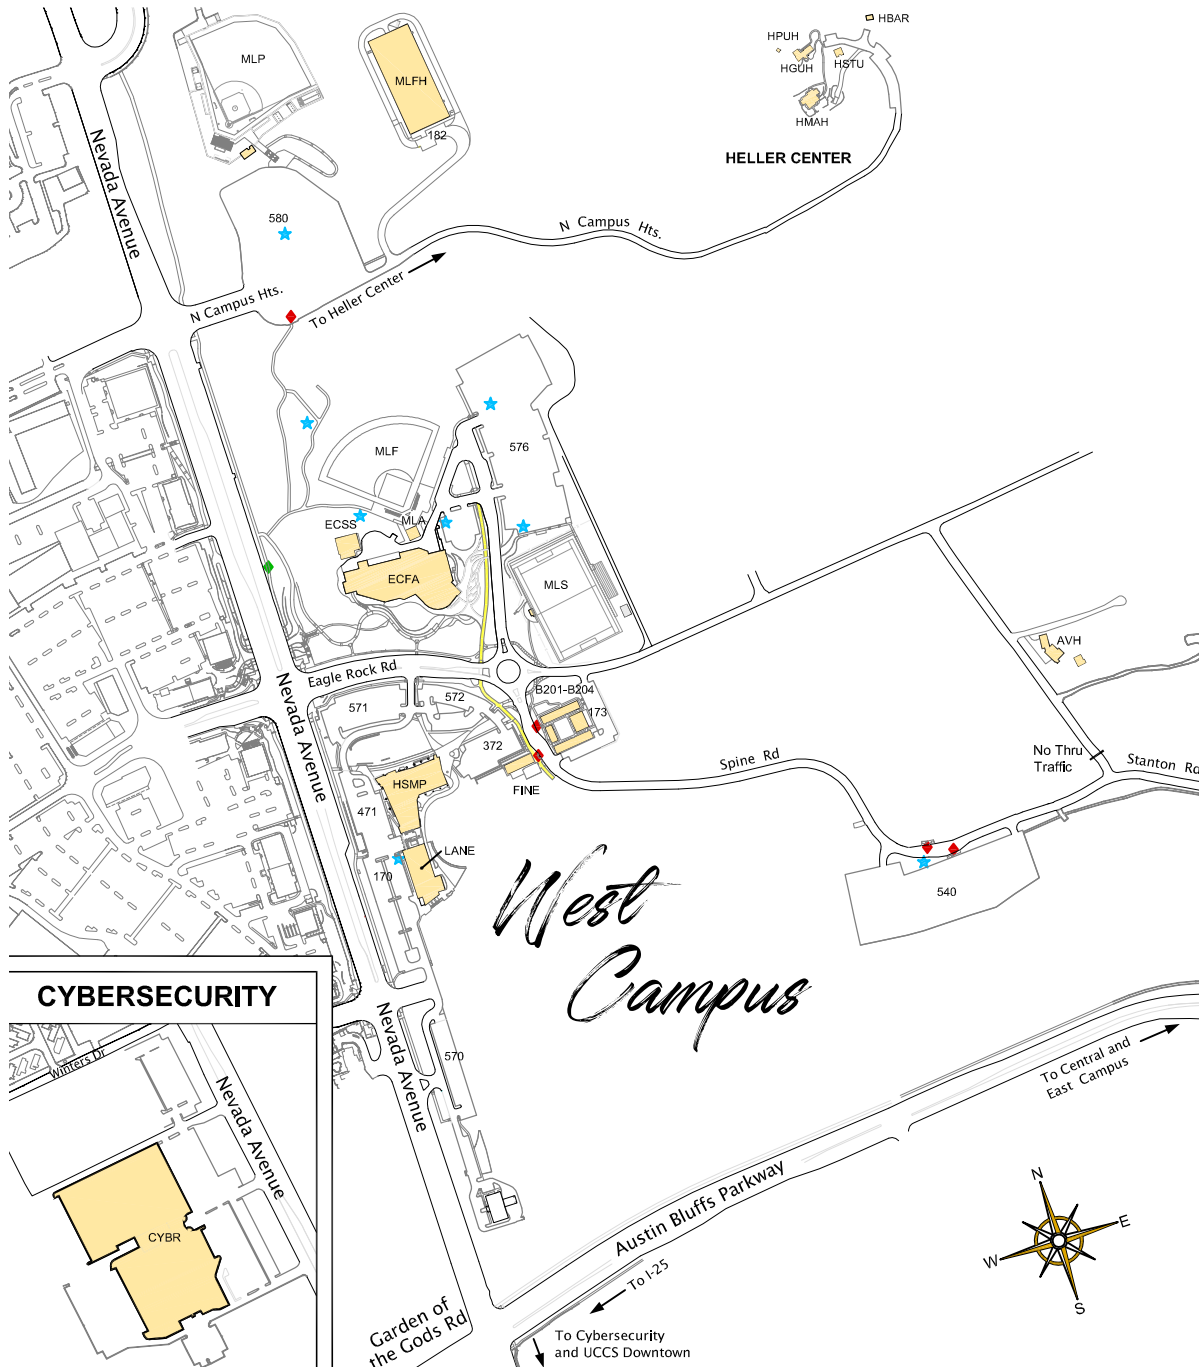 HBAR
HPUH
HGUH
HSTU
HMAH
HELLER CENTER
MLP
MLFH
182
Nevada Avenue
580
N Campus Hts.
N Campus Hts.
To Heller Center
MLF
576
ECSS
MLA
ECFA
MLS
AVH
Eagle Rock Rd
Nevada Avenue
571
572
B201-B204
173
372
FINE
HSMP
471
LANE
170
Spine Rd
No Thru
Traffic
Stanton Rd
540
West
Campus
CYBERSECURITY
Winters Dr
Nevada Avenue
CYBR
Nevada Avenue
570
To Central and
East Campus
Austin Bluffs Parkway
To I-25
Garden of
the Gods Rd
To Cybersecurity
and UCCS Downtown
N
E
W
S